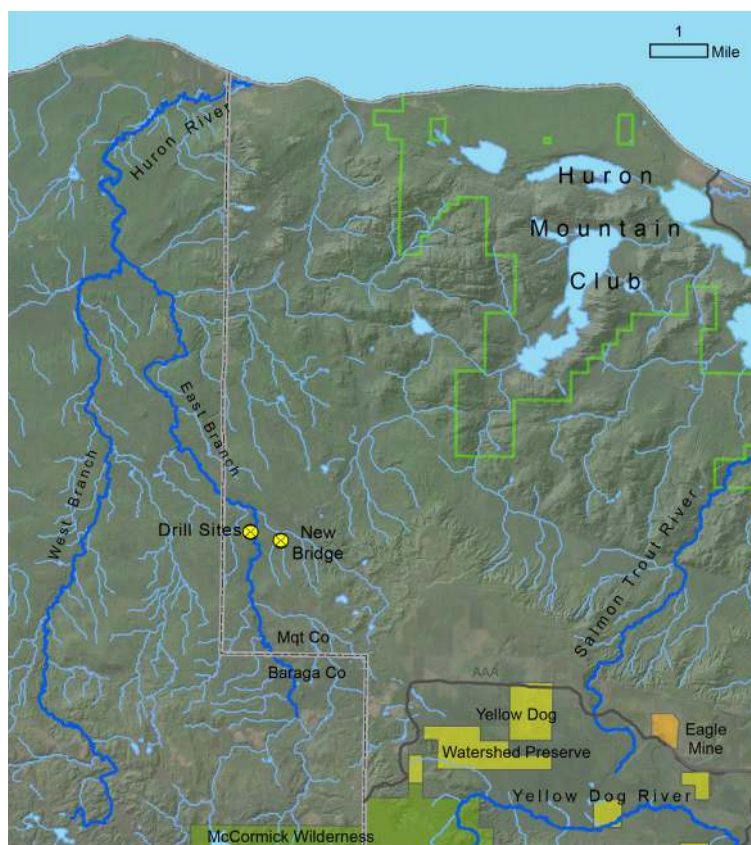 1
Mile
Huron River
Huron
Mountain
Club
East Branch
West Branch
Drill Sites
New
Bridge
Salmon Trout River
Mqt Co
Baraga Co
AAA
Yellow Dog
Watershed Preserve
Eagle
Mine
Yellow Dog River
McCormick Wilderness